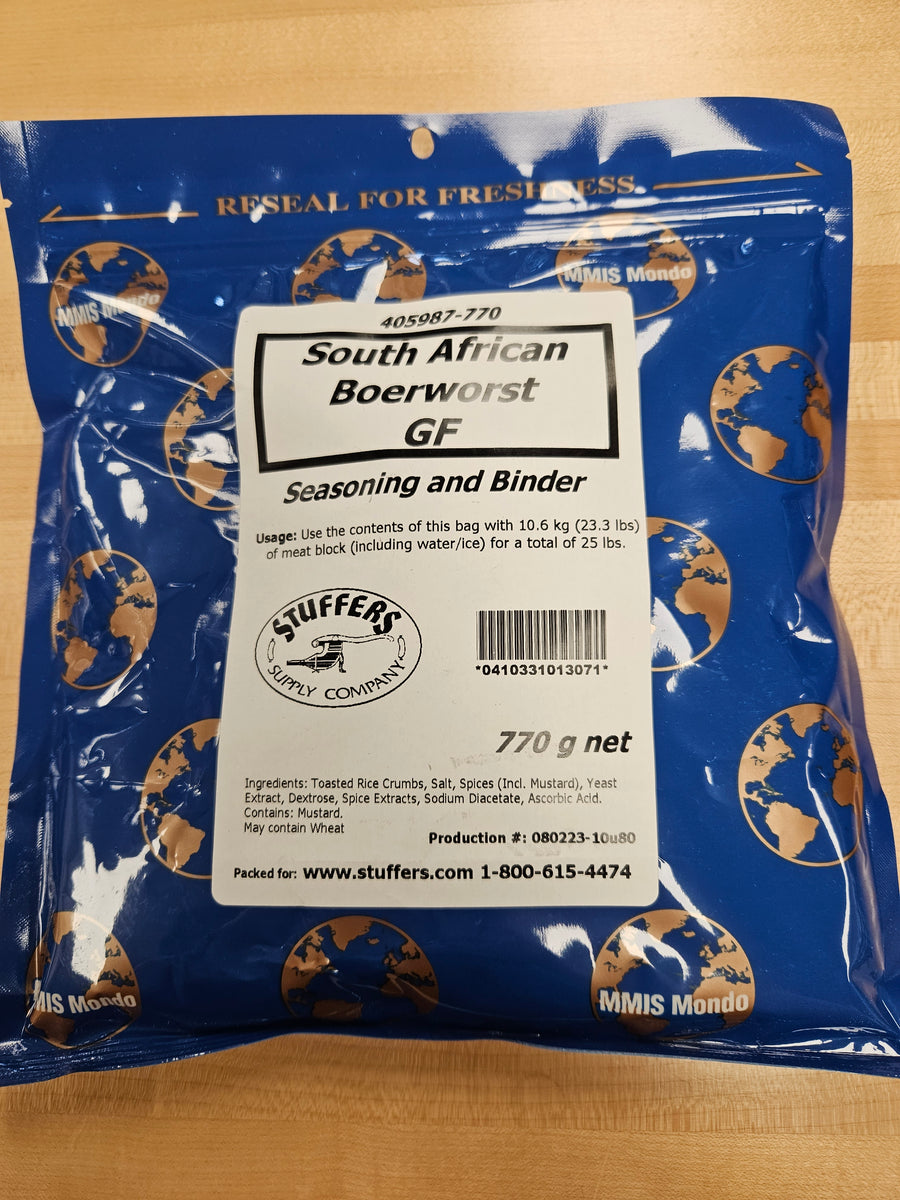 RESEAL FOR FRESHNESS
MMIS Mondo
MMIS Mondo
405987-770
South African
Boerworst
GF
Seasoning and Binder
Usage: Use the contents of this bag with 10.6 kg (23.3 lbs)
of meat block (including water/ice) for a total of 25 lbs.
STUFFERS
SUPPLY COMPANY
*0410331013071*
770 g net
Ingredients: Toasted Rice Crumbs, Salt, Spices (Incl. Mustard), Yeast
Extract, Dextrose, Spice Extracts, Sodium Diacetate, Ascorbic Acid.
Contains: Mustard.
May contain Wheat
Production #: 080223-10u80
Packed for: www.stuffers.com 1-800-615-4474
MIS Mondo
MMIS Mondo